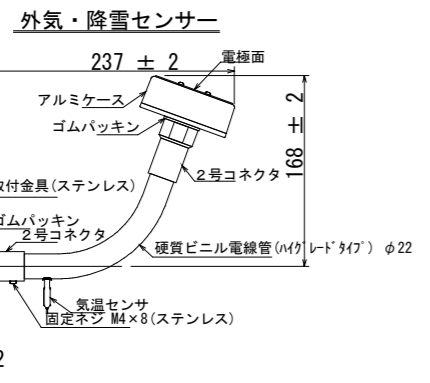 外気・降雪センサー
237 ± 2
電極面
アルミケース
ゴムパッキン
168 ± 2
2号コネクタ
付金具(ステンレス)
ゴムパッキン
2号コネクタ
硬質ビニル電線管(ﾊｲｸﾞﾚｰﾄﾞﾀｲﾌﾟ) φ22
気温センサ
固定ネジ M4×8(ステンレス)
2